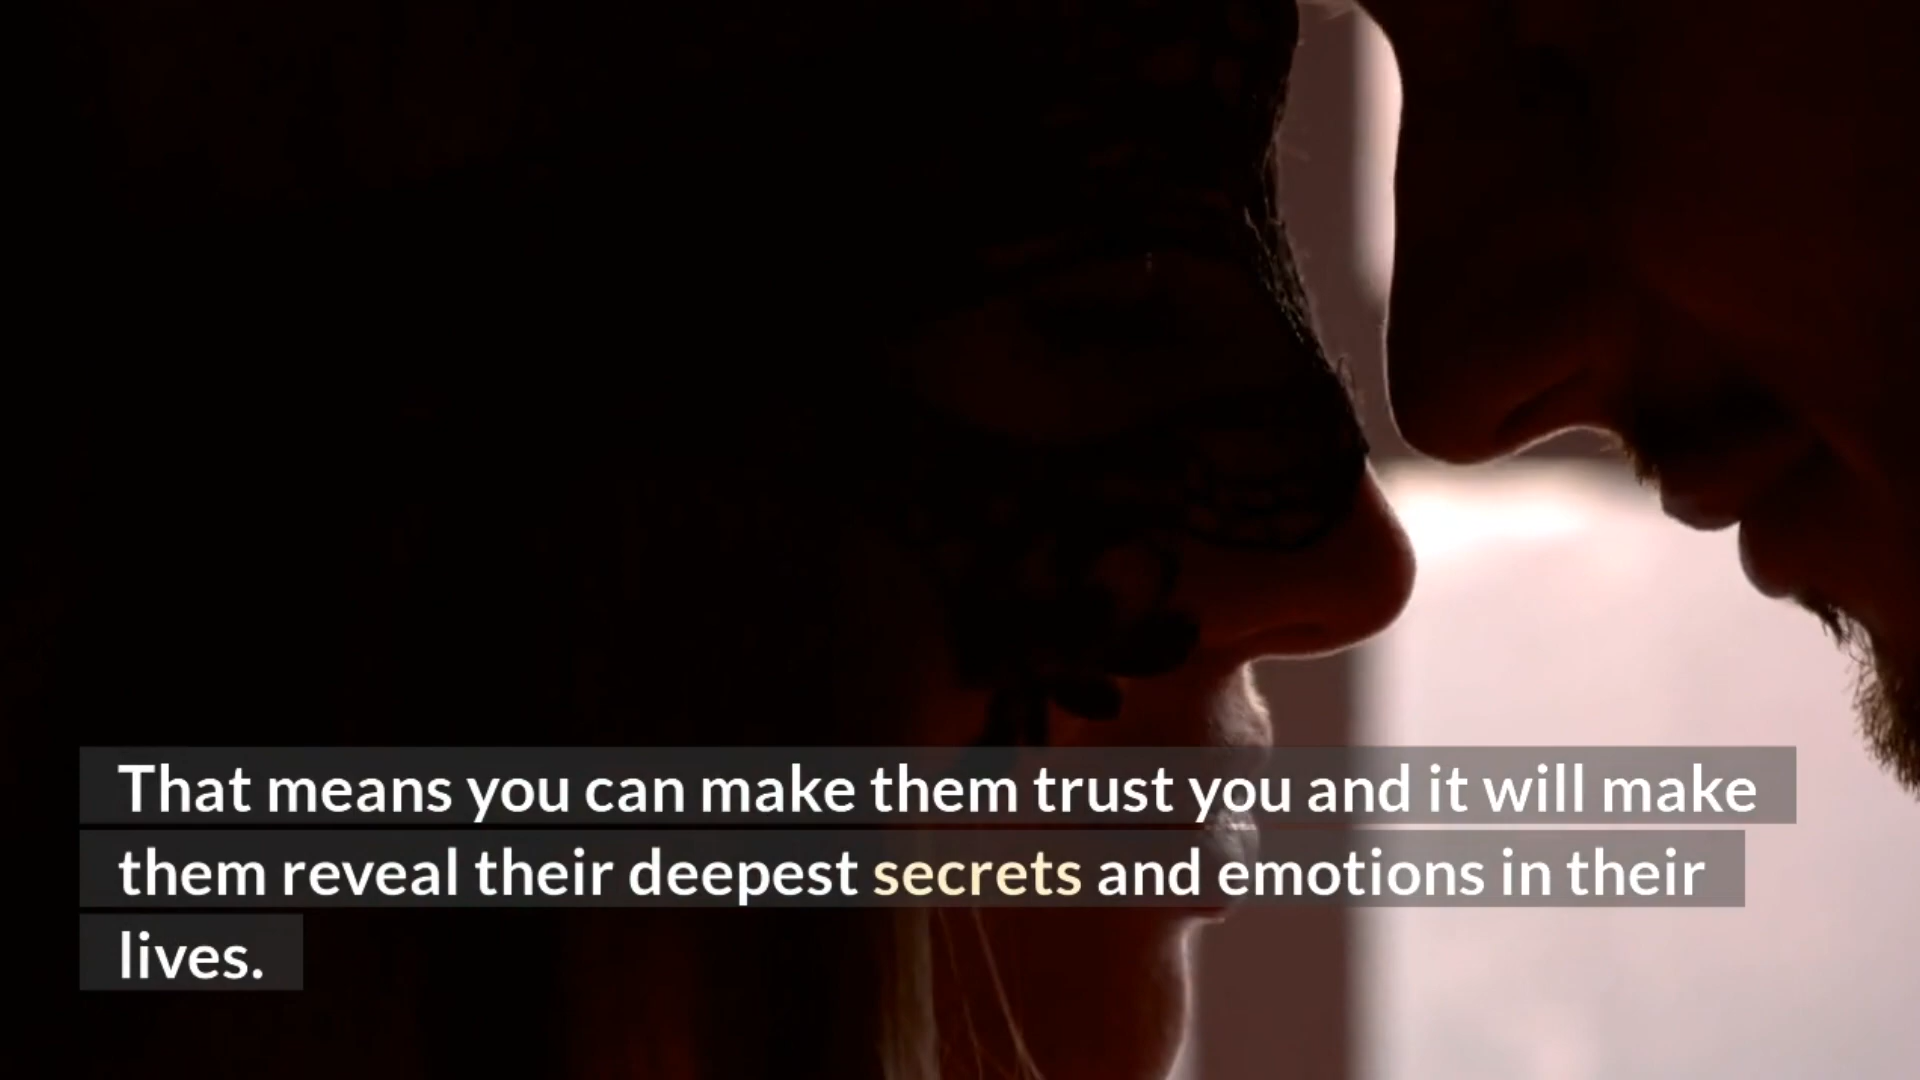 That means you can make them trust you and it will make
them reveal their deepest secrets and emotions in their
lives.